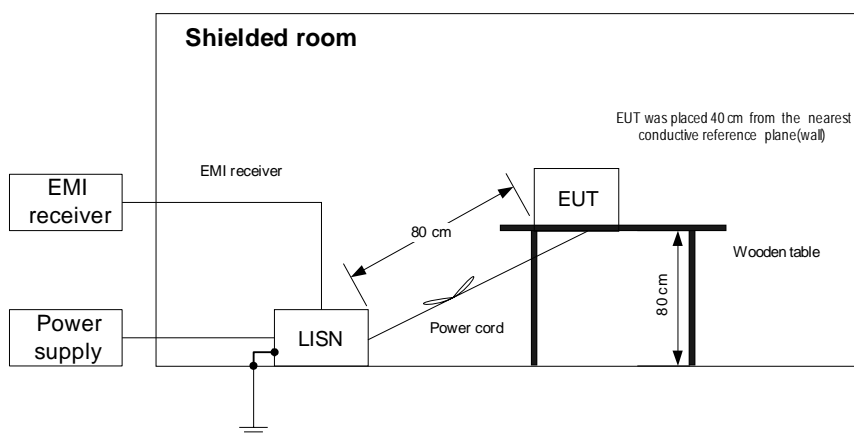 Shielded room
EUT was placed 40 cm from the nearest
conductive reference plane(wall)
EMI receiver
EMI
receiver
EUT
80 cm
Wooden table
80 cm
Power
supply
LISN
Power cord